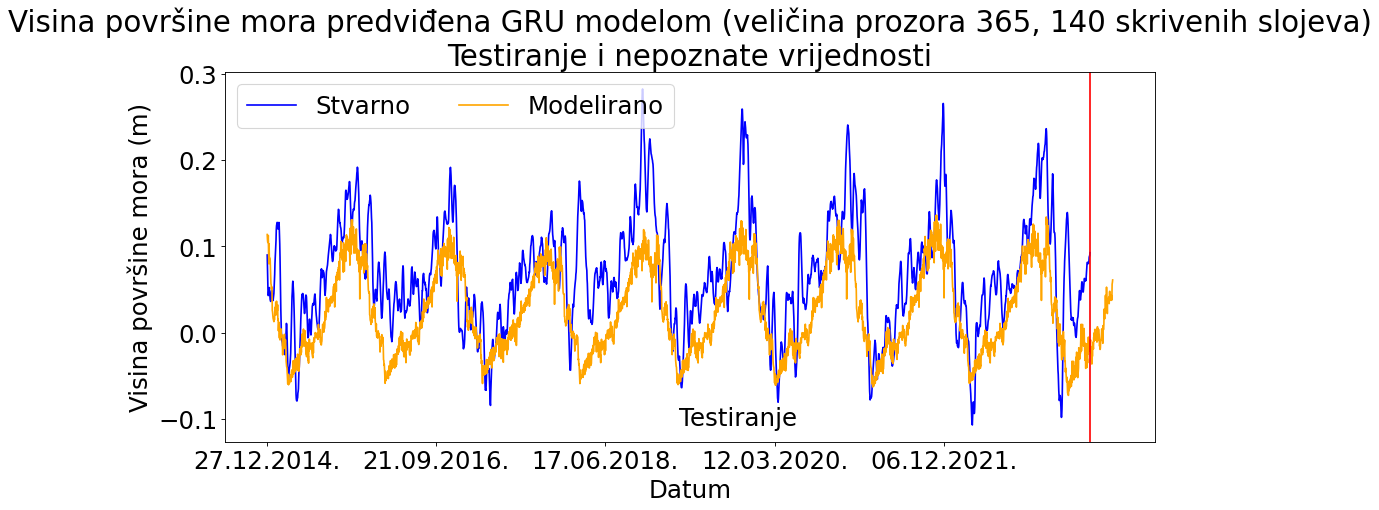 Visina površine mora predviđena GRU modelom (veličina prozora 365, 140 skrivenih slojeva)
Testiranje i nepoznate vrijednosti
Stvarno
Modelirano
Visina površine mora (m)
0.3
0.2
0.1
0.0
−0.1
Testiranje
27.12.2014.
21.09.2016.
17.06.2018.
12.03.2020.
06.12.2021.
Datum